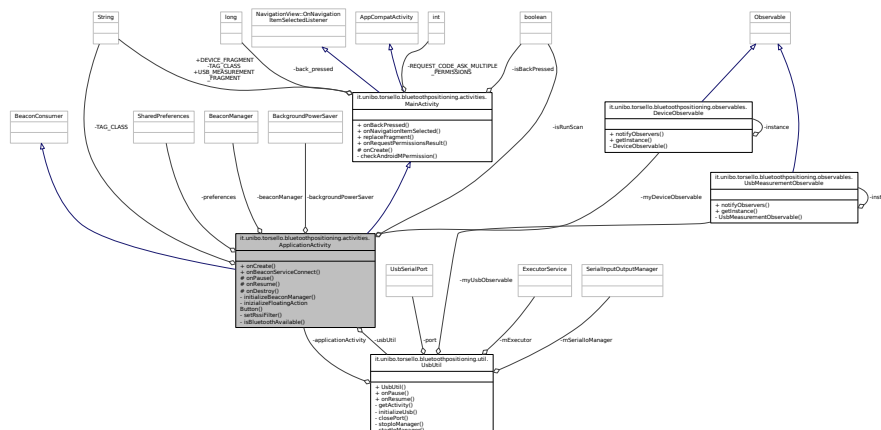 String
long
NavigationView::OnNavigation
ItemSelectedListener
AppCompatActivity
int
boolean
Observable
+DEVICE_FRAGMENT
-TAG_CLASS
+USB_MEASUREMENT
_FRAGMENT
-back_pressed
-REQUEST_CODE_ASK_MULTIPLE
_PERMISSIONS
-isBackPressed
BeaconConsumer
SharedPreferences
BeaconManager
BackgroundPowerSaver
it.unibo.torsello.bluetoothpositioning.activities.
MainActivity
+ onBackPressed()
+ onNavigationItemSelected()
+ replaceFragment()
+ onRequestPermissionsResult()
# onCreate()
- checkAndroidMPermission()
it.unibo.torsello.bluetoothpositioning.observables.
DeviceObservable
+ notifyObservers()
+ getInstance()
- DeviceObservable()
-instance
-TAG_CLASS
-isRunScan
it.unibo.torsello.bluetoothpositioning.observables.
UsbMeasurementObservable
+ notifyObservers()
+ getInstance()
- UsbMeasurementObservable()
-inst
-preferences
-beaconManager
-backgroundPowerSaver
-myDeviceObservable
it.unibo.torsello.bluetoothpositioning.activities.
ApplicationActivity
+ onCreate()
+ onBeaconServiceConnect()
# onPause()
# onResume()
# onDestroy()
- initializeBeaconManager()
- inizializeFloatingAction
Button()
- setRssiFilter()
- isBluetoothAvailable()
UsbSerialPort
-myUsbObservable
ExecutorService
SerialInputOutputManager
-applicationActivity
-usbUtil
-port
-mExecutor
-mSerialIoManager
it.unibo.torsello.bluetoothpositioning.util.
UsbUtil
+ UsbUtil()
+ onPause()
+ onResume()
- getActivity()
- initializeUsb()
- closePort()
- stopIoManager()